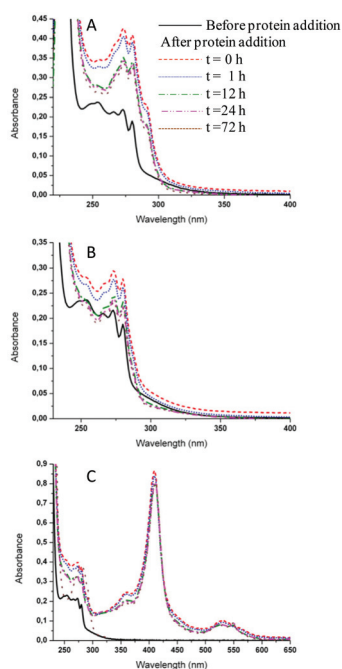 A
Before protein addition
After protein addition
t = 0 h
t = 1 h
t = 12 h
t = 24 h
t = 72 h
0,45
0,40
0,35
0,30
0,25
0,20
0,15
0,10
0,05
0,00
Absorbance
250 300 350 400
Wavelength (nm)
B
0,35
0,30
0,25
0,20
0,15
0,10
0,05
0,00
Absorbance
250 300 350 400
Wavelength (nm)
C
0,9
0,8
0,7
0,6
0,5
0,4
0,3
0,2
0,1
0,0
Absorbance
250 300 350 400 450 500 550 600 650
Wavelength (nm)